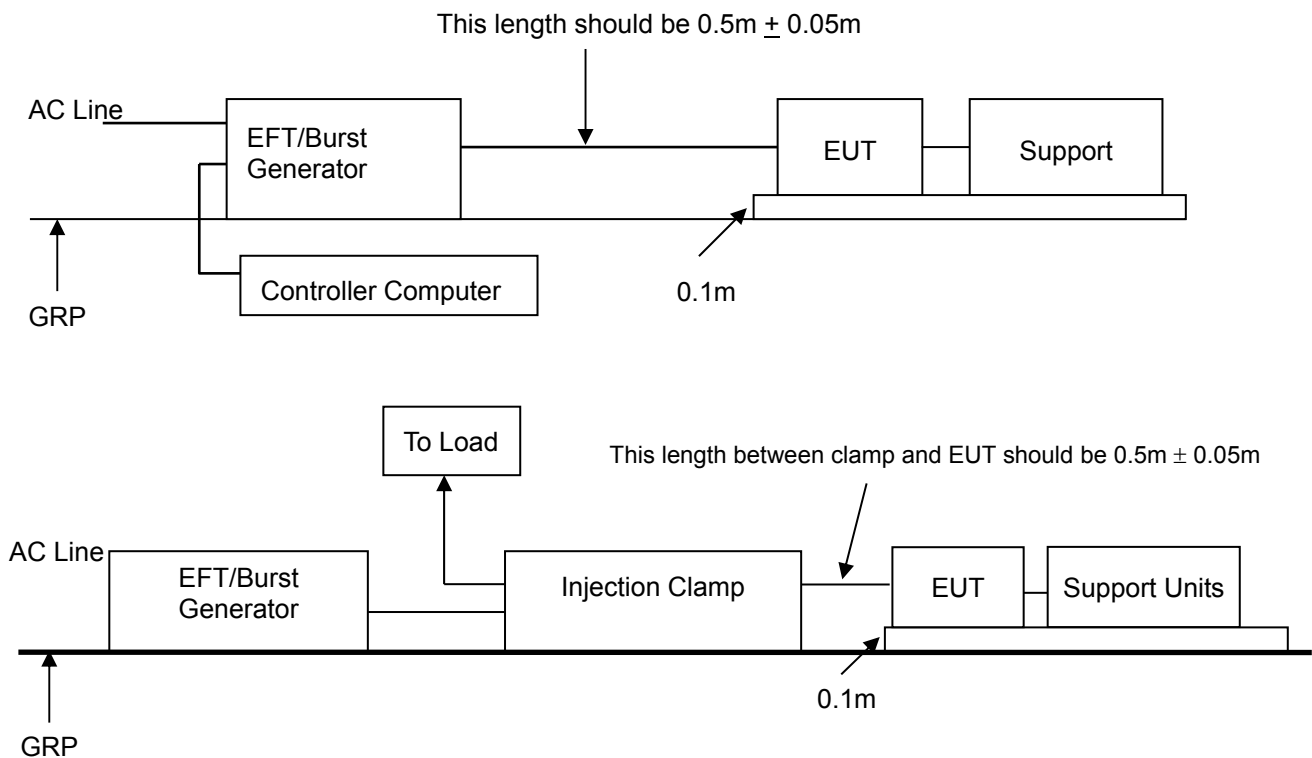 This length should be 0.5m ± 0.05m
AC Line
EFT/Burst
Generator
EUT
Support
Controller Computer
0.1m
GRP
To Load
This length between clamp and EUT should be 0.5m ± 0.05m
AC Line
EFT/Burst
Generator
Injection Clamp
EUT
Support Units
0.1m
GRP